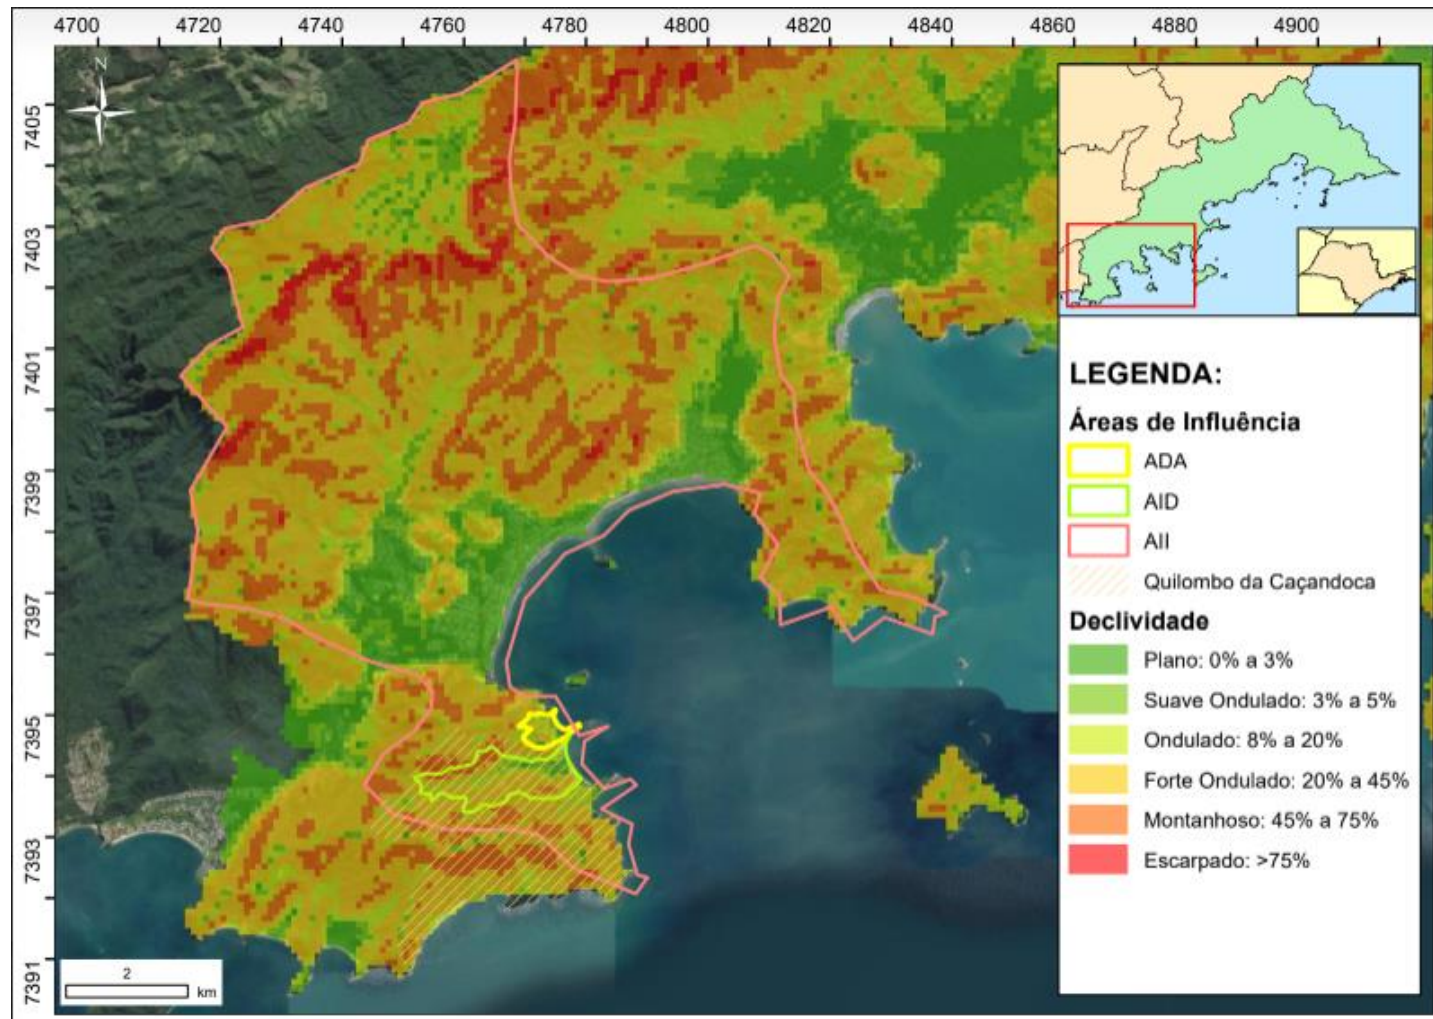 4700 4720 4740 4760 4780 4800 4820 4840 4860 4880 4900
N
7405
7403
7401
7399
7397
7395
7393
7391
LEGENDA:
Áreas de Influência
ADA
AID
AII
Quilombo da Caçandoca
Declividade
Plano: 0% a 3%
Suave Ondulado: 3% a 5%
Ondulado: 8% a 20%
Forte Ondulado: 20% a 45%
Montanhoso: 45% a 75%
Escarpado: >75%
2
km